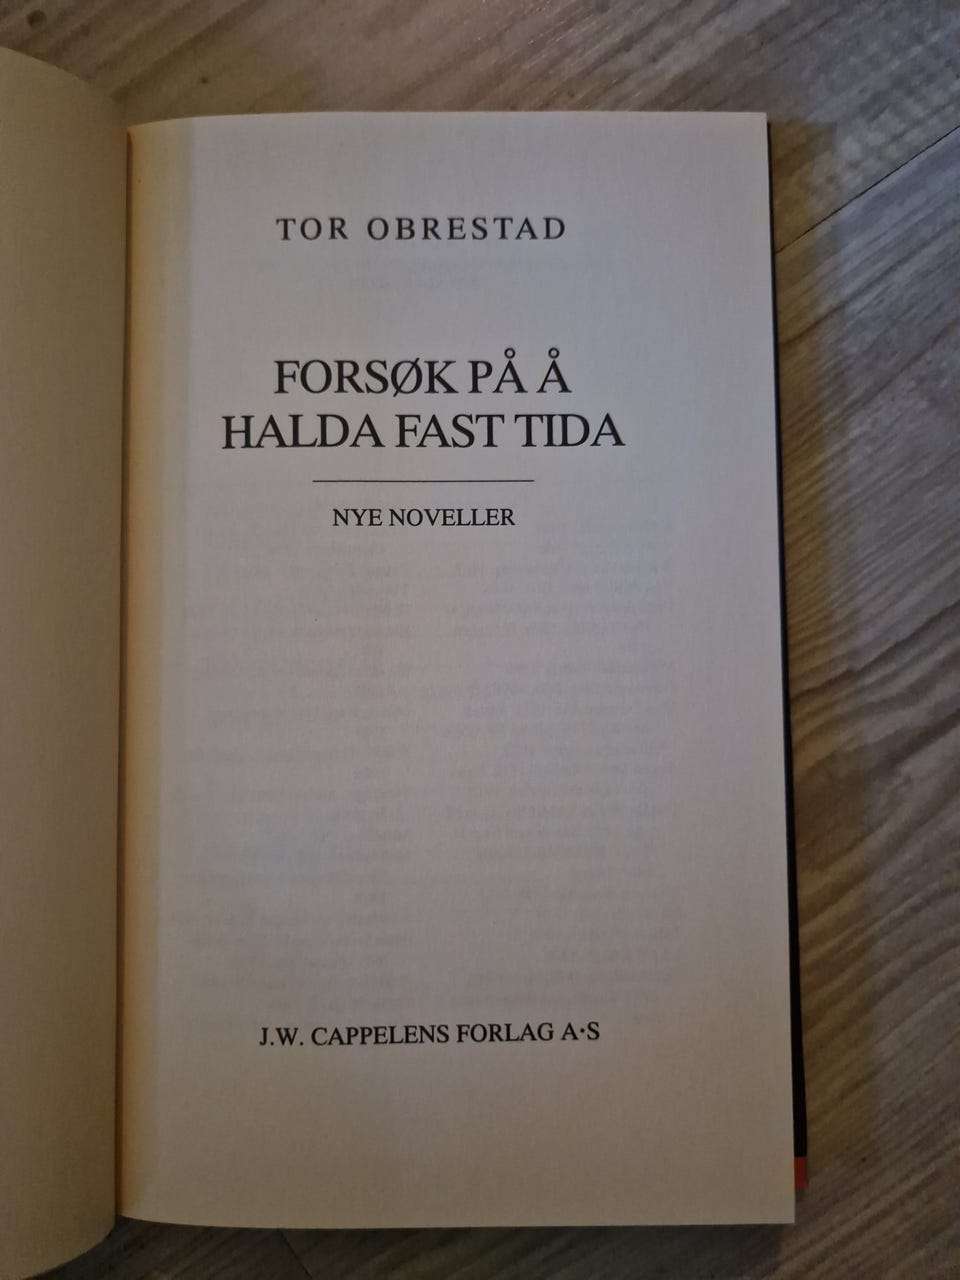 TOR OBRESTAD
FORSØK PÅ Å
HALDA FAST TIDA
NYE NOVELLER
J.W. CAPPELENS FORLAG A·S